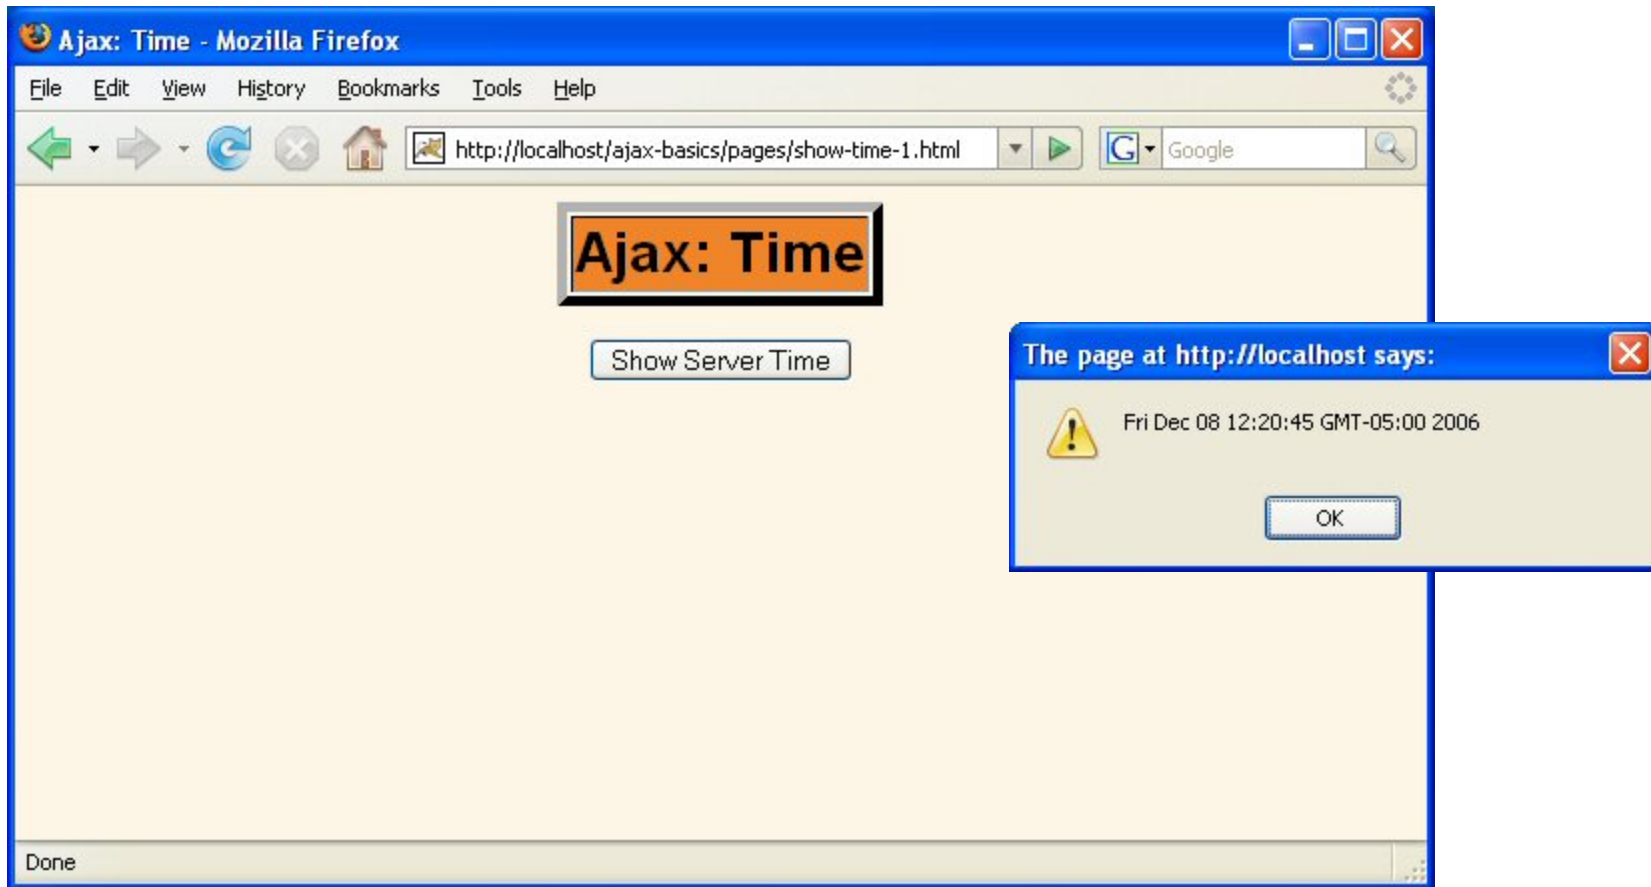 Ajax: Time - Mozilla Firefox
File Edit View History Bookmarks Tools Help
http://localhost/ajax-basics/pages/show-time-1.html G Google
Ajax: Time
Show Server Time
The page at http://localhost says:
Fri Dec 08 12:20:45 GMT-05:00 2006
OK
Done